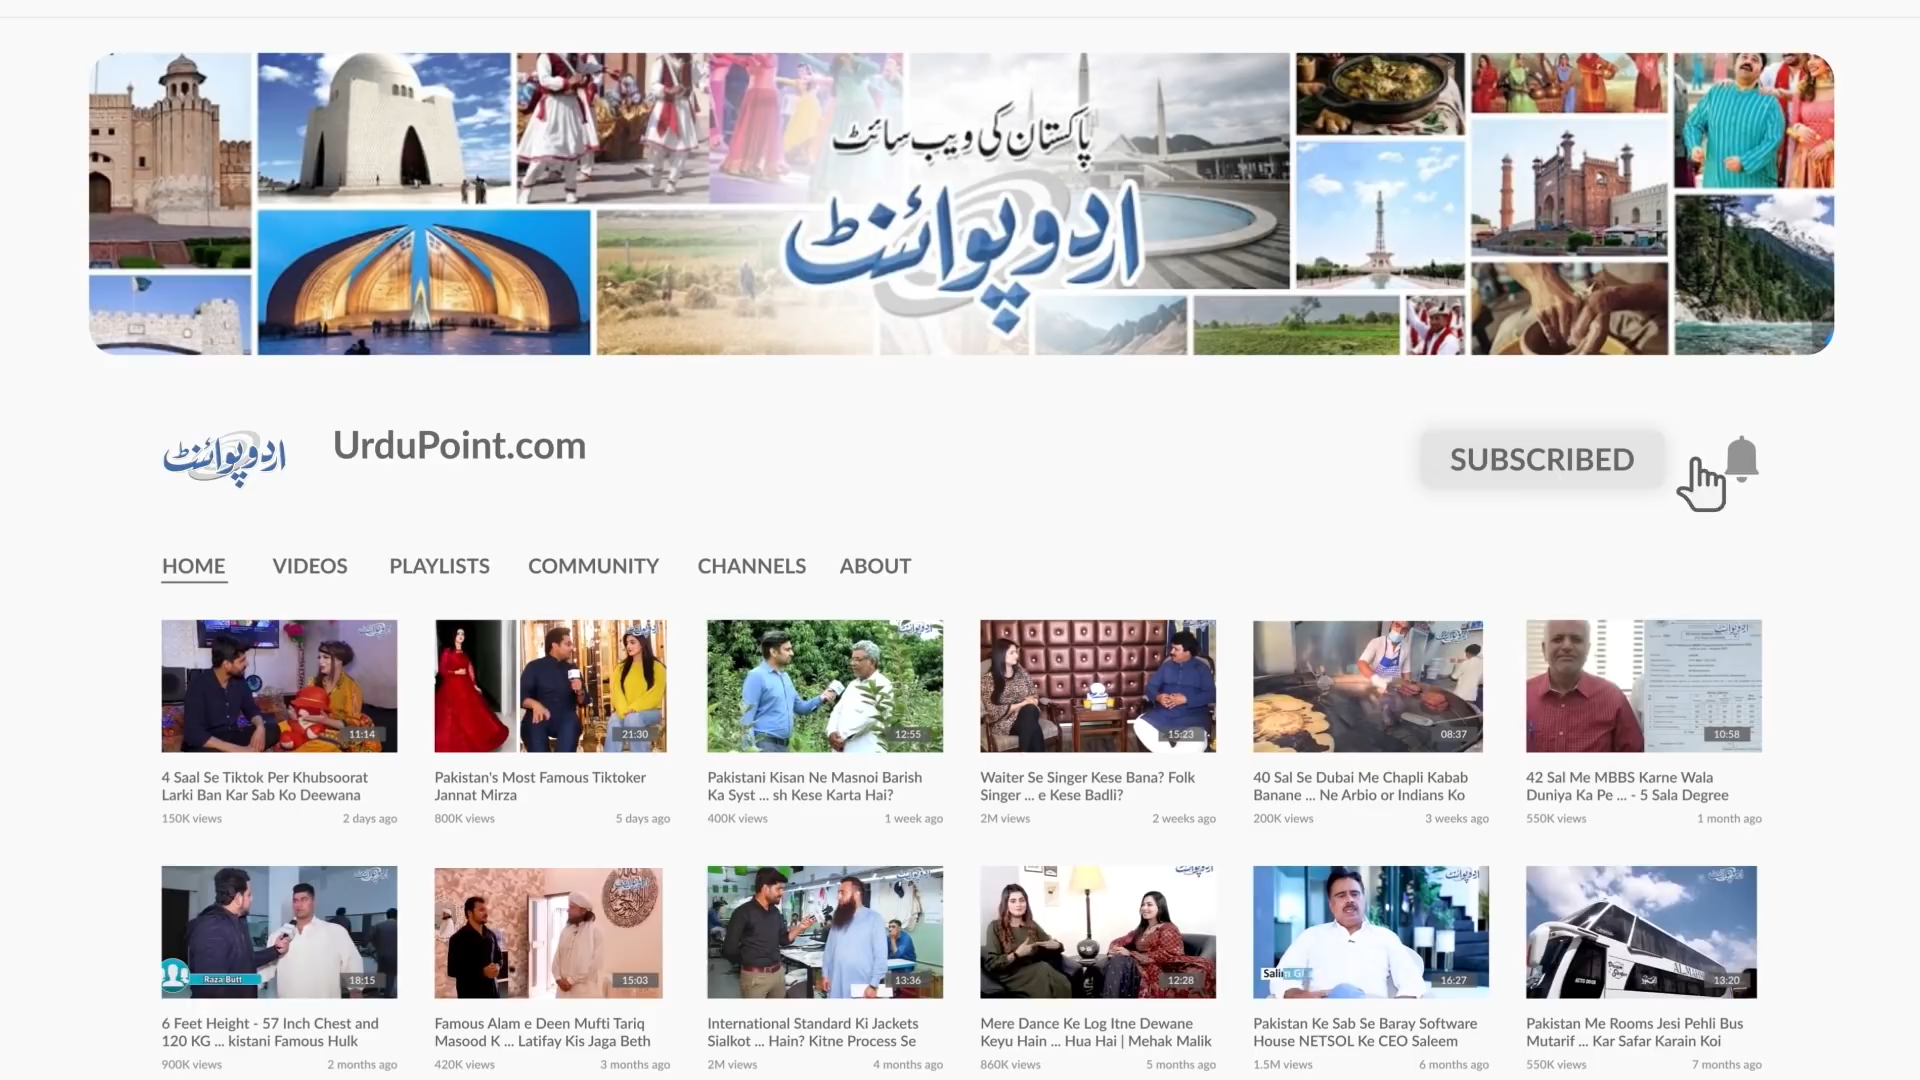 پاکستان کی ویب سائٹ
اردو پوائنٹ
اردو پوائنٹ
UrduPoint.com
SUBSCRIBED
HOME VIDEOS PLAYLISTS COMMUNITY CHANNELS ABOUT
11:14 21:30 12:55 15:23 08:37 10:58
4 Saal Se Tiktok Per Khubsoorat
Larki Ban Kar Sab Ko Deewana
150K views 2 days ago
Pakistan's Most Famous Tiktoker
Jannat Mirza
800K views 5 days ago
Pakistani Kisan Ne Masnoi Barish
Ka Syst ... sh Kese Karta Hai?
400K views 1 week ago
Waiter Se Singer Kese Bana? Folk
Singer ... e Kese Badli?
2M views 2 weeks ago
40 Sal Se Dubai Me Chapli Kabab
Banane ... Ne Arbio or Indians Ko
200K views 3 weeks ago
42 Sal Me MBBS Karne Wala
Duniya Ka Pe ... - 5 Sala Degree
550K views 1 month ago
Raza Butt
18:15 15:03 13:36 12:28 16:27 13:20
6 Feet Height - 57 Inch Chest and
120 KG ... kistani Famous Hulk
900K views 2 months ago
Famous Alam e Deen Mufti Tariq
Masood K ... Latifay Kis Jaga Beth
420K views 3 months ago
International Standard Ki Jackets
Sialkot ... Hain? Kitne Process Se
2M views 4 months ago
Mere Dance Ke Log Itne Dewane
Keyu Hain ... Hua Hai | Mehak Malik
860K views 5 months ago
Pakistan Ke Sab Se Baray Software
House NETSOL Ke CEO Saleem
1.5M views 6 months ago
Pakistan Me Rooms Jesi Pehli Bus
Mutarif ... Kar Safar Karain Koi
550K views 7 months ago